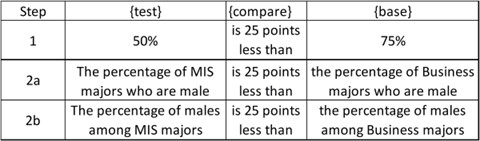 Step {test} {compare} {base}
1 50% is 25 points less than 75%
2a The percentage of MIS majors who are male is 25 points less than the percentage of Business majors who are male
2b The percentage of males among MIS majors is 25 points less than the percentage of males among Business majors